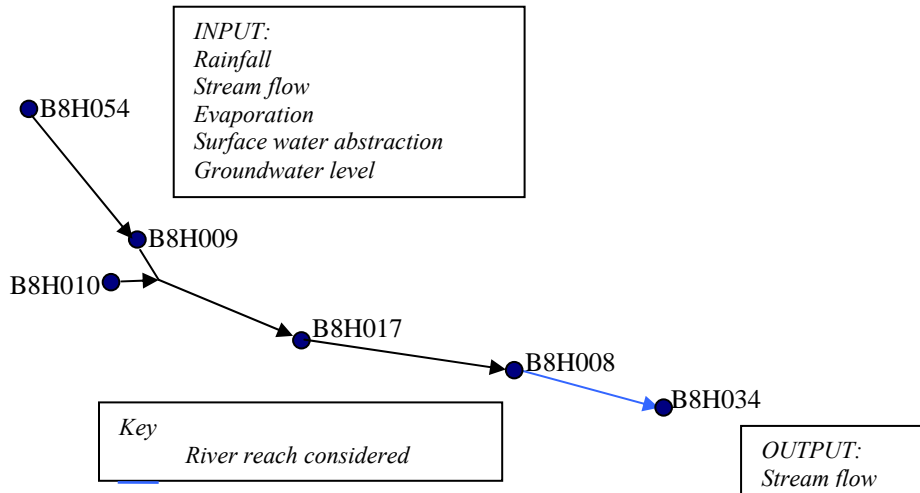 INPUT:
Rainfall
Stream flow
Evaporation
Surface water abstraction
Groundwater level
B8H054
B8H009
B8H010
B8H017
B8H008
B8H034
Key
River reach considered
OUTPUT:
Stream flow